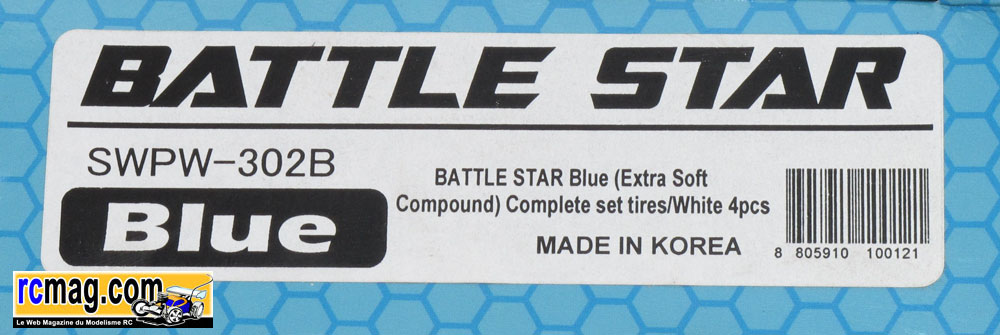 BATTLE STAR
SWPW-302B
Blue
BATTLE STAR Blue (Extra Soft
Compound) Complete set tires/White 4pcs
MADE IN KOREA
8 805910 100121
rcmag.com
Le Web Magazine du Modelisme RC